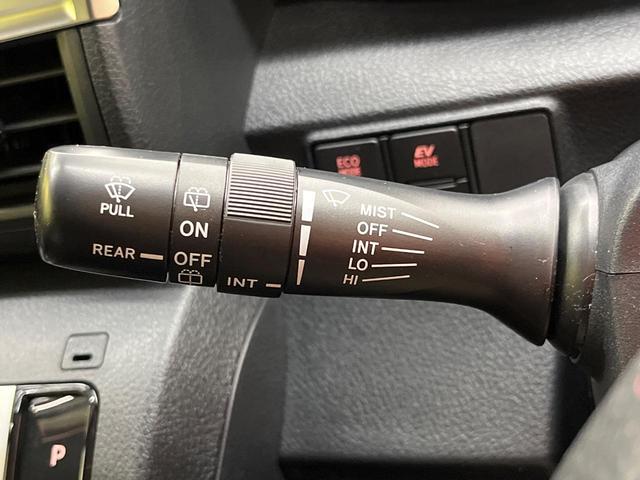 ECO
MODE
EV
MODE
PULL
REAR
ON
OFF
INT
MIST
OFF
INT
LO
HI
P